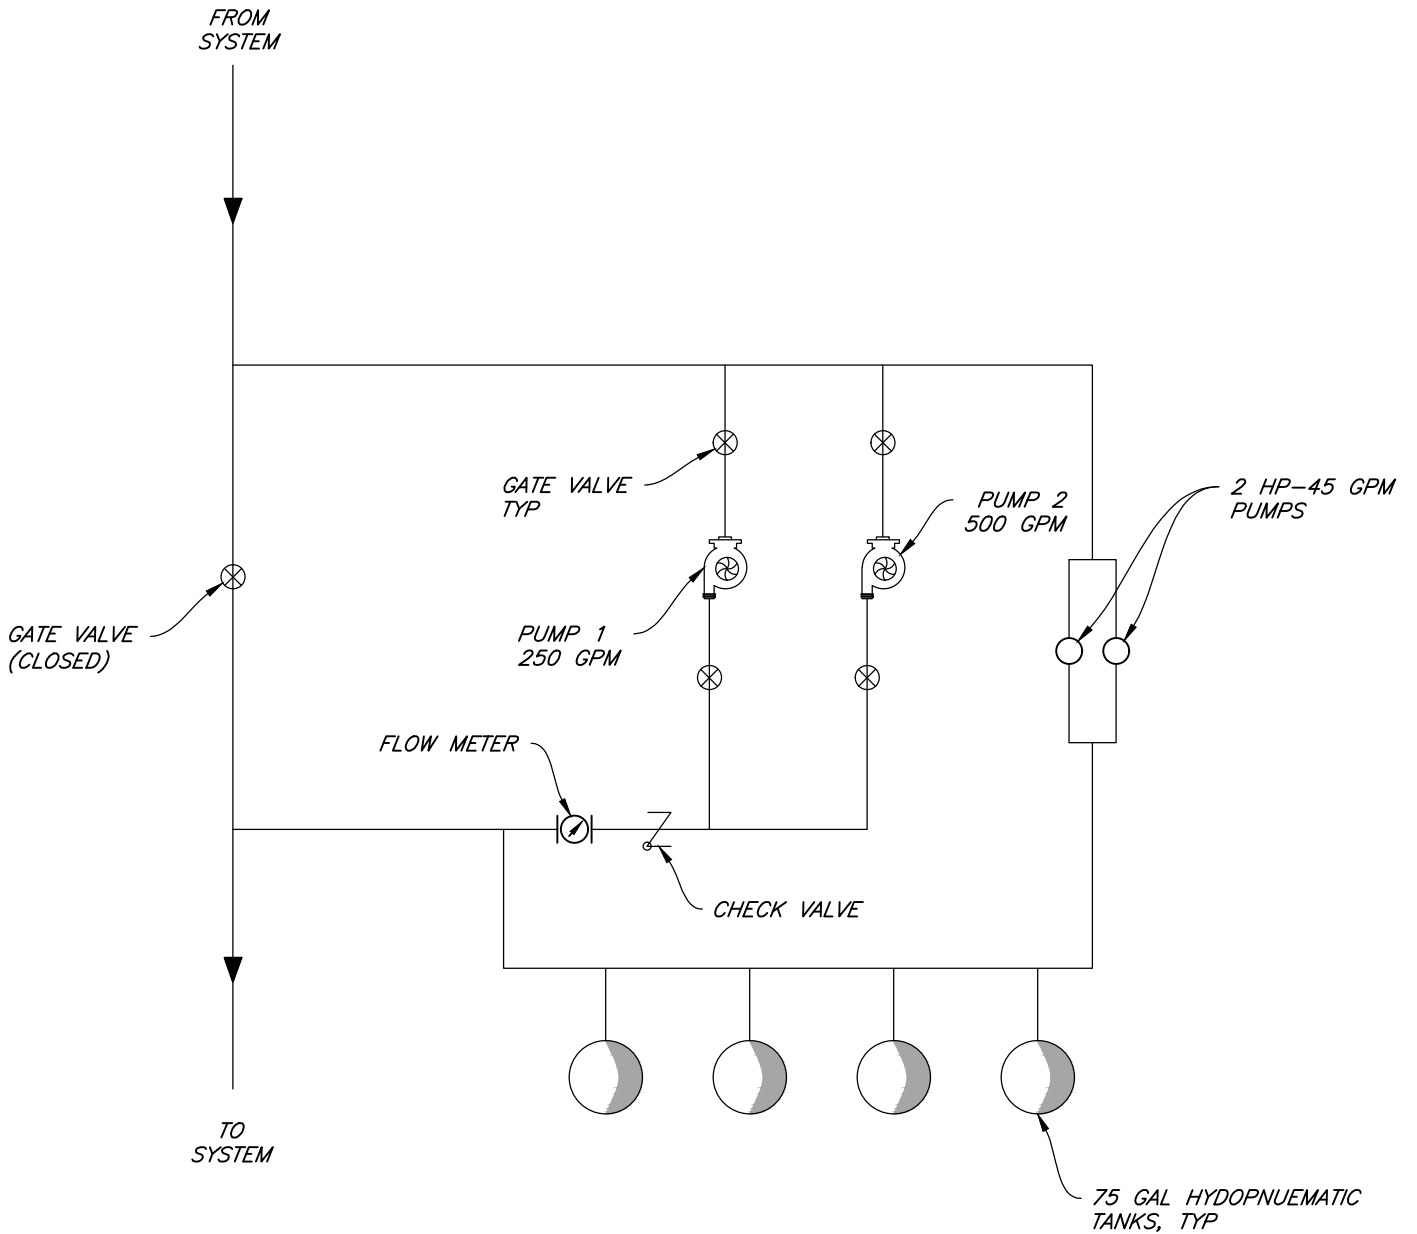 FROM
SYSTEM
GATE VALVE
TYP
PUMP 2
500 GPM
2 HP-45 GPM
PUMPS
GATE VALVE
(CLOSED)
PUMP 1
250 GPM
FLOW METER
CHECK VALVE
TO
SYSTEM
75 GAL HYDOPNUEMATIC
TANKS, TYP